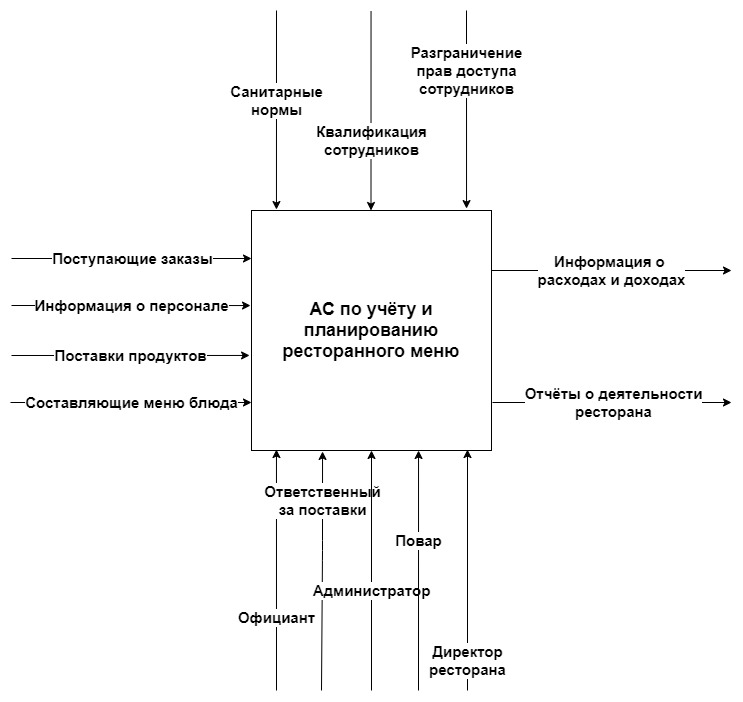 Разграничение
прав доступа
сотрудников
Санитарные
нормы
Квалификация
сотрудников
Поступающие заказы
Информация о персонале
Поставки продуктов
Составляющие меню блюда
АС по учёту и
планированию
ресторанного меню
Информация о
расходах и доходах
Отчёты о деятельности
ресторана
Ответственный
за поставки
Повар
Администратор
Официант
Директор
ресторана